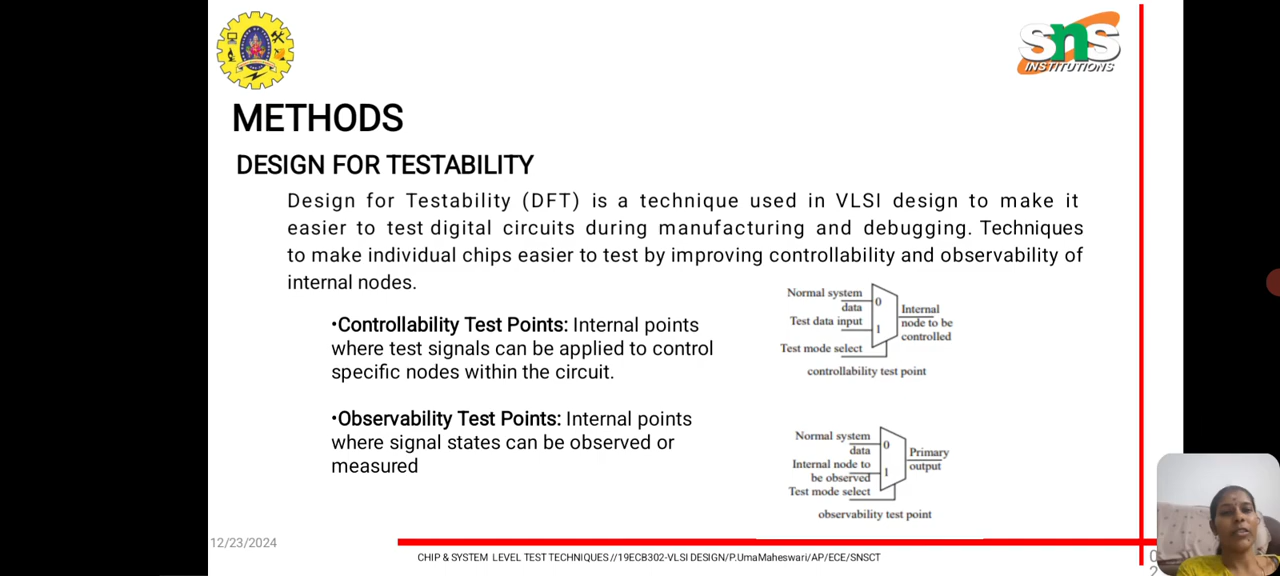 SNS
INSTITUTIONS
METHODS
DESIGN FOR TESTABILITY
Design for Testability (DFT) is a technique used in VLSI design to make it
easier to test digital circuits during manufacturing and debugging. Techniques
to make individual chips easier to test by improving controllability and observability of
internal nodes.
•Controllability Test Points: Internal points
where test signals can be applied to control
specific nodes within the circuit.
•Observability Test Points: Internal points
where signal states can be observed or
measured
Normal system
data
0
Test data input
1
Test mode select
Internal
node to be
controlled
controllability test point
Normal system
data
0
Internal node to
be observed
1
Test mode select
Primary
output
observability test point
12/23/2024
CHIP & SYSTEM LEVEL TEST TECHNIQUES//19ECB302-VLSI DESIGN/P.UmaMaheswari/AP/ECE/SNSCT